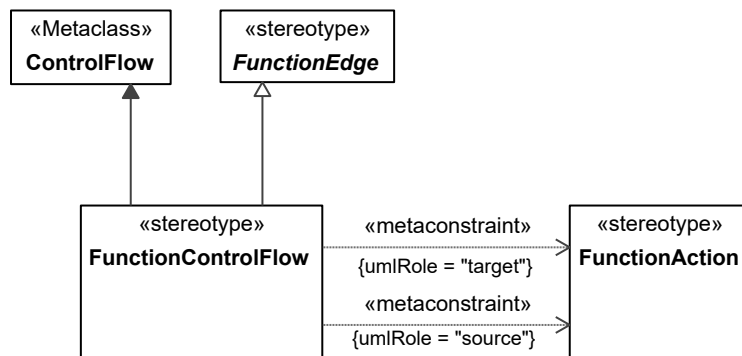 «Metaclass»
ControlFlow
«stereotype»
FunctionEdge
«stereotype»
FunctionControlFlow
«metaconstraint»
{umlRole = "target"}
«metaconstraint»
{umlRole = "source"}
«stereotype»
FunctionAction